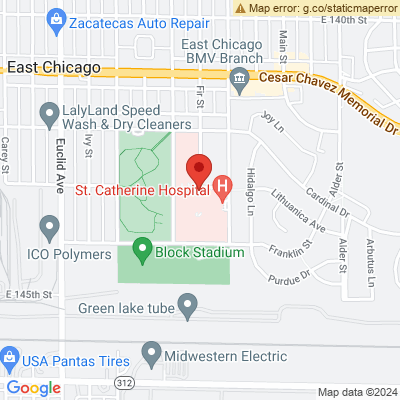 Map error: g.co/staticmaperror
Zacatecas Auto Repair
E 140th St
E 140th St
Main St
East Chicago
BMV Branch
East Chicago
Cesar Chavez Memorial Dr
Fir St
LalyLand Speed
Wash & Dry Cleaners
Joy Ln
Carey St
Ivy St
Euclid Ave
Alder St
St. Catherine Hospital
H
Hidalgo Ln
Lithuanica Ave
Cardinal Dr
Franklin St
Alder St
Arbutus Ln
ICO Polymers
Block Stadium
Purdue Dr
E 145th St
Green lake tube
USA Pantas Tires
Midwestern Electric
Google
312
Map data ©2024